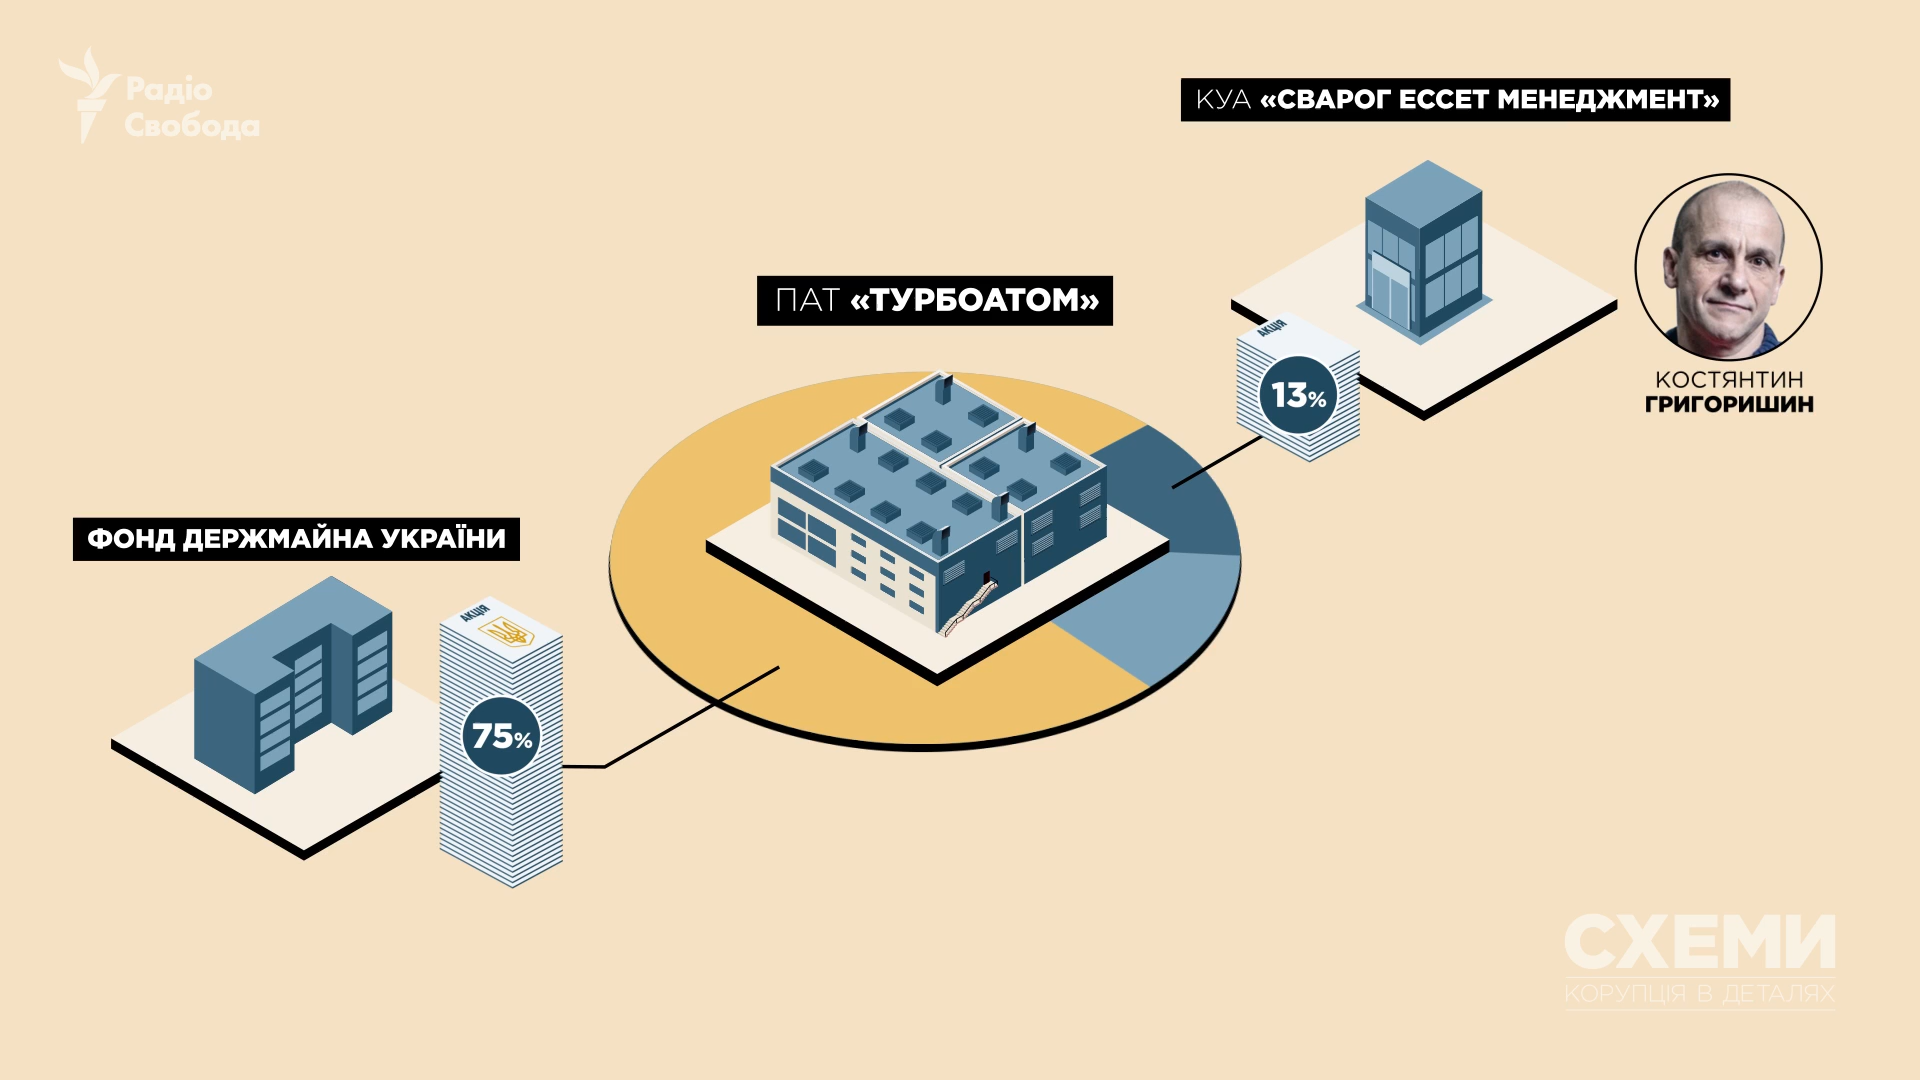 Радіо
Свобода
КУА «СВАРОГ ЕССЕТ МЕНЕДЖМЕНТ»
КОСТЯНТИН
ГРИГОРИШИН
АКЦІЯ
13%
ПАТ «ТУРБОАТОМ»
ФОНД ДЕРЖМАЙНА УКРАЇНИ
АКЦІЯ
75%
СХЕМИ
КОРУПЦІЯ В ДЕТАЛЯХ